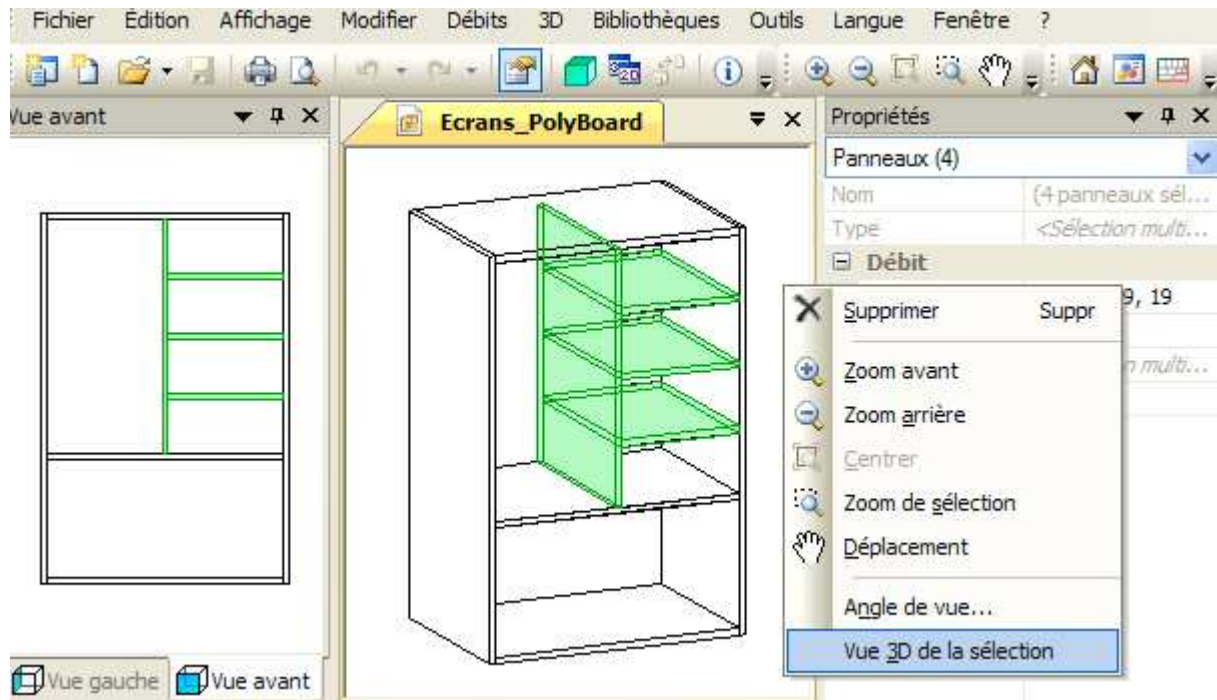 Fichier Édition Affichage Modifier Débits 3D Bibliothèques Outils Langue Fenêtre ?
Vue avant
Ecrans_PolyBoard
Propriétés
Panneaux (4)
Nom (4 panneaux sél...
Type <Sélection multi...
Débit
9, 19
n multi...
Supprimer Suppr
Zoom avant
Zoom arrière
Centrer
Zoom de sélection
Déplacement
Angle de vue...
Vue 3D de la sélection
Vue gauche Vue avant